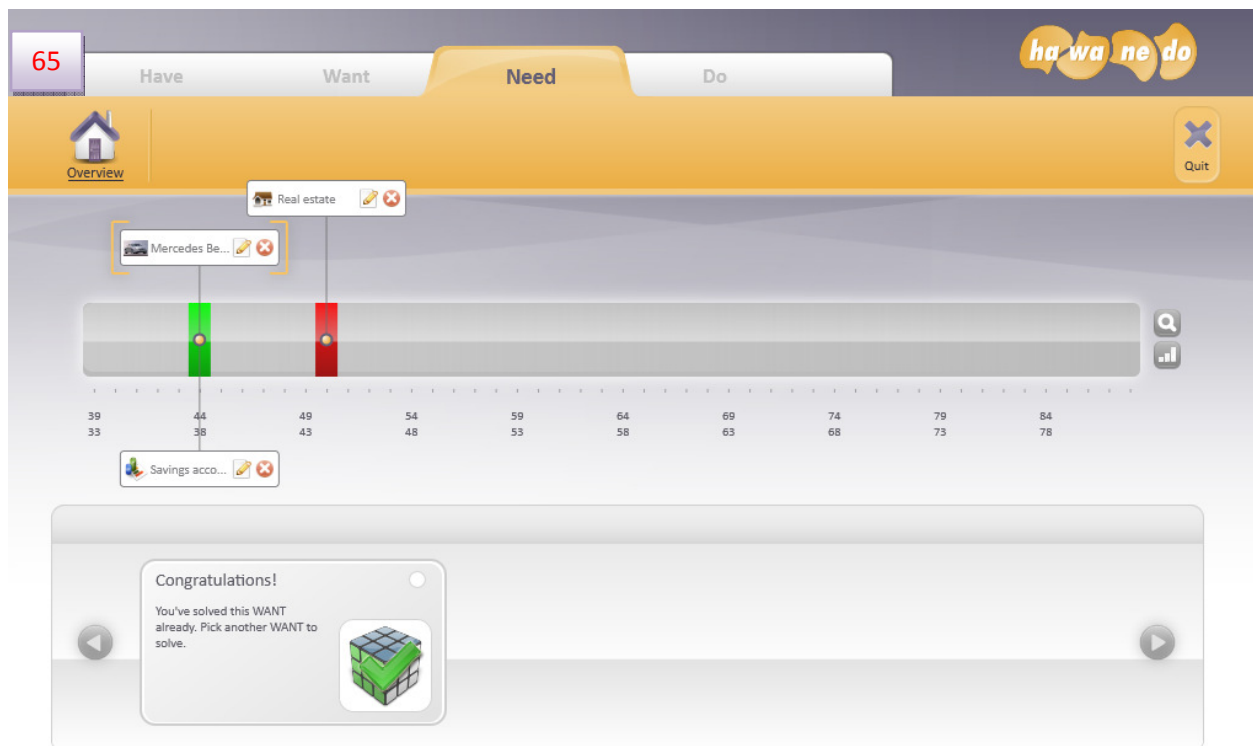 65
Have Want Need Do
ha wa ne do
Overview
Quit
Real estate
Mercedes Be...
39 44 49 54 59 64 69 74 79 84
33 38 43 48 53 58 63 68 73 78
Savings acco...
Congratulations!
You've solved this WANT
already. Pick another WANT to
solve.